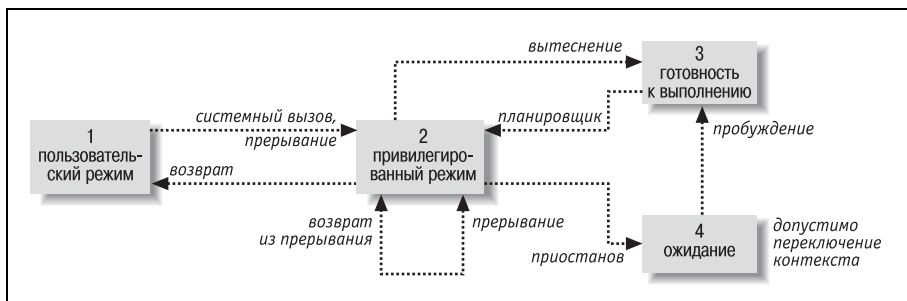 вытеснение
3
готовность
к выполнению
системный вызов,
прерывание
планировщик
пробуждение
1
пользователь-
ский режим
2
привилегиро-
ванный режим
возврат
возврат
из прерывания
прерывание
приостанов
4
ожидание
допустимо
переключение
контекста